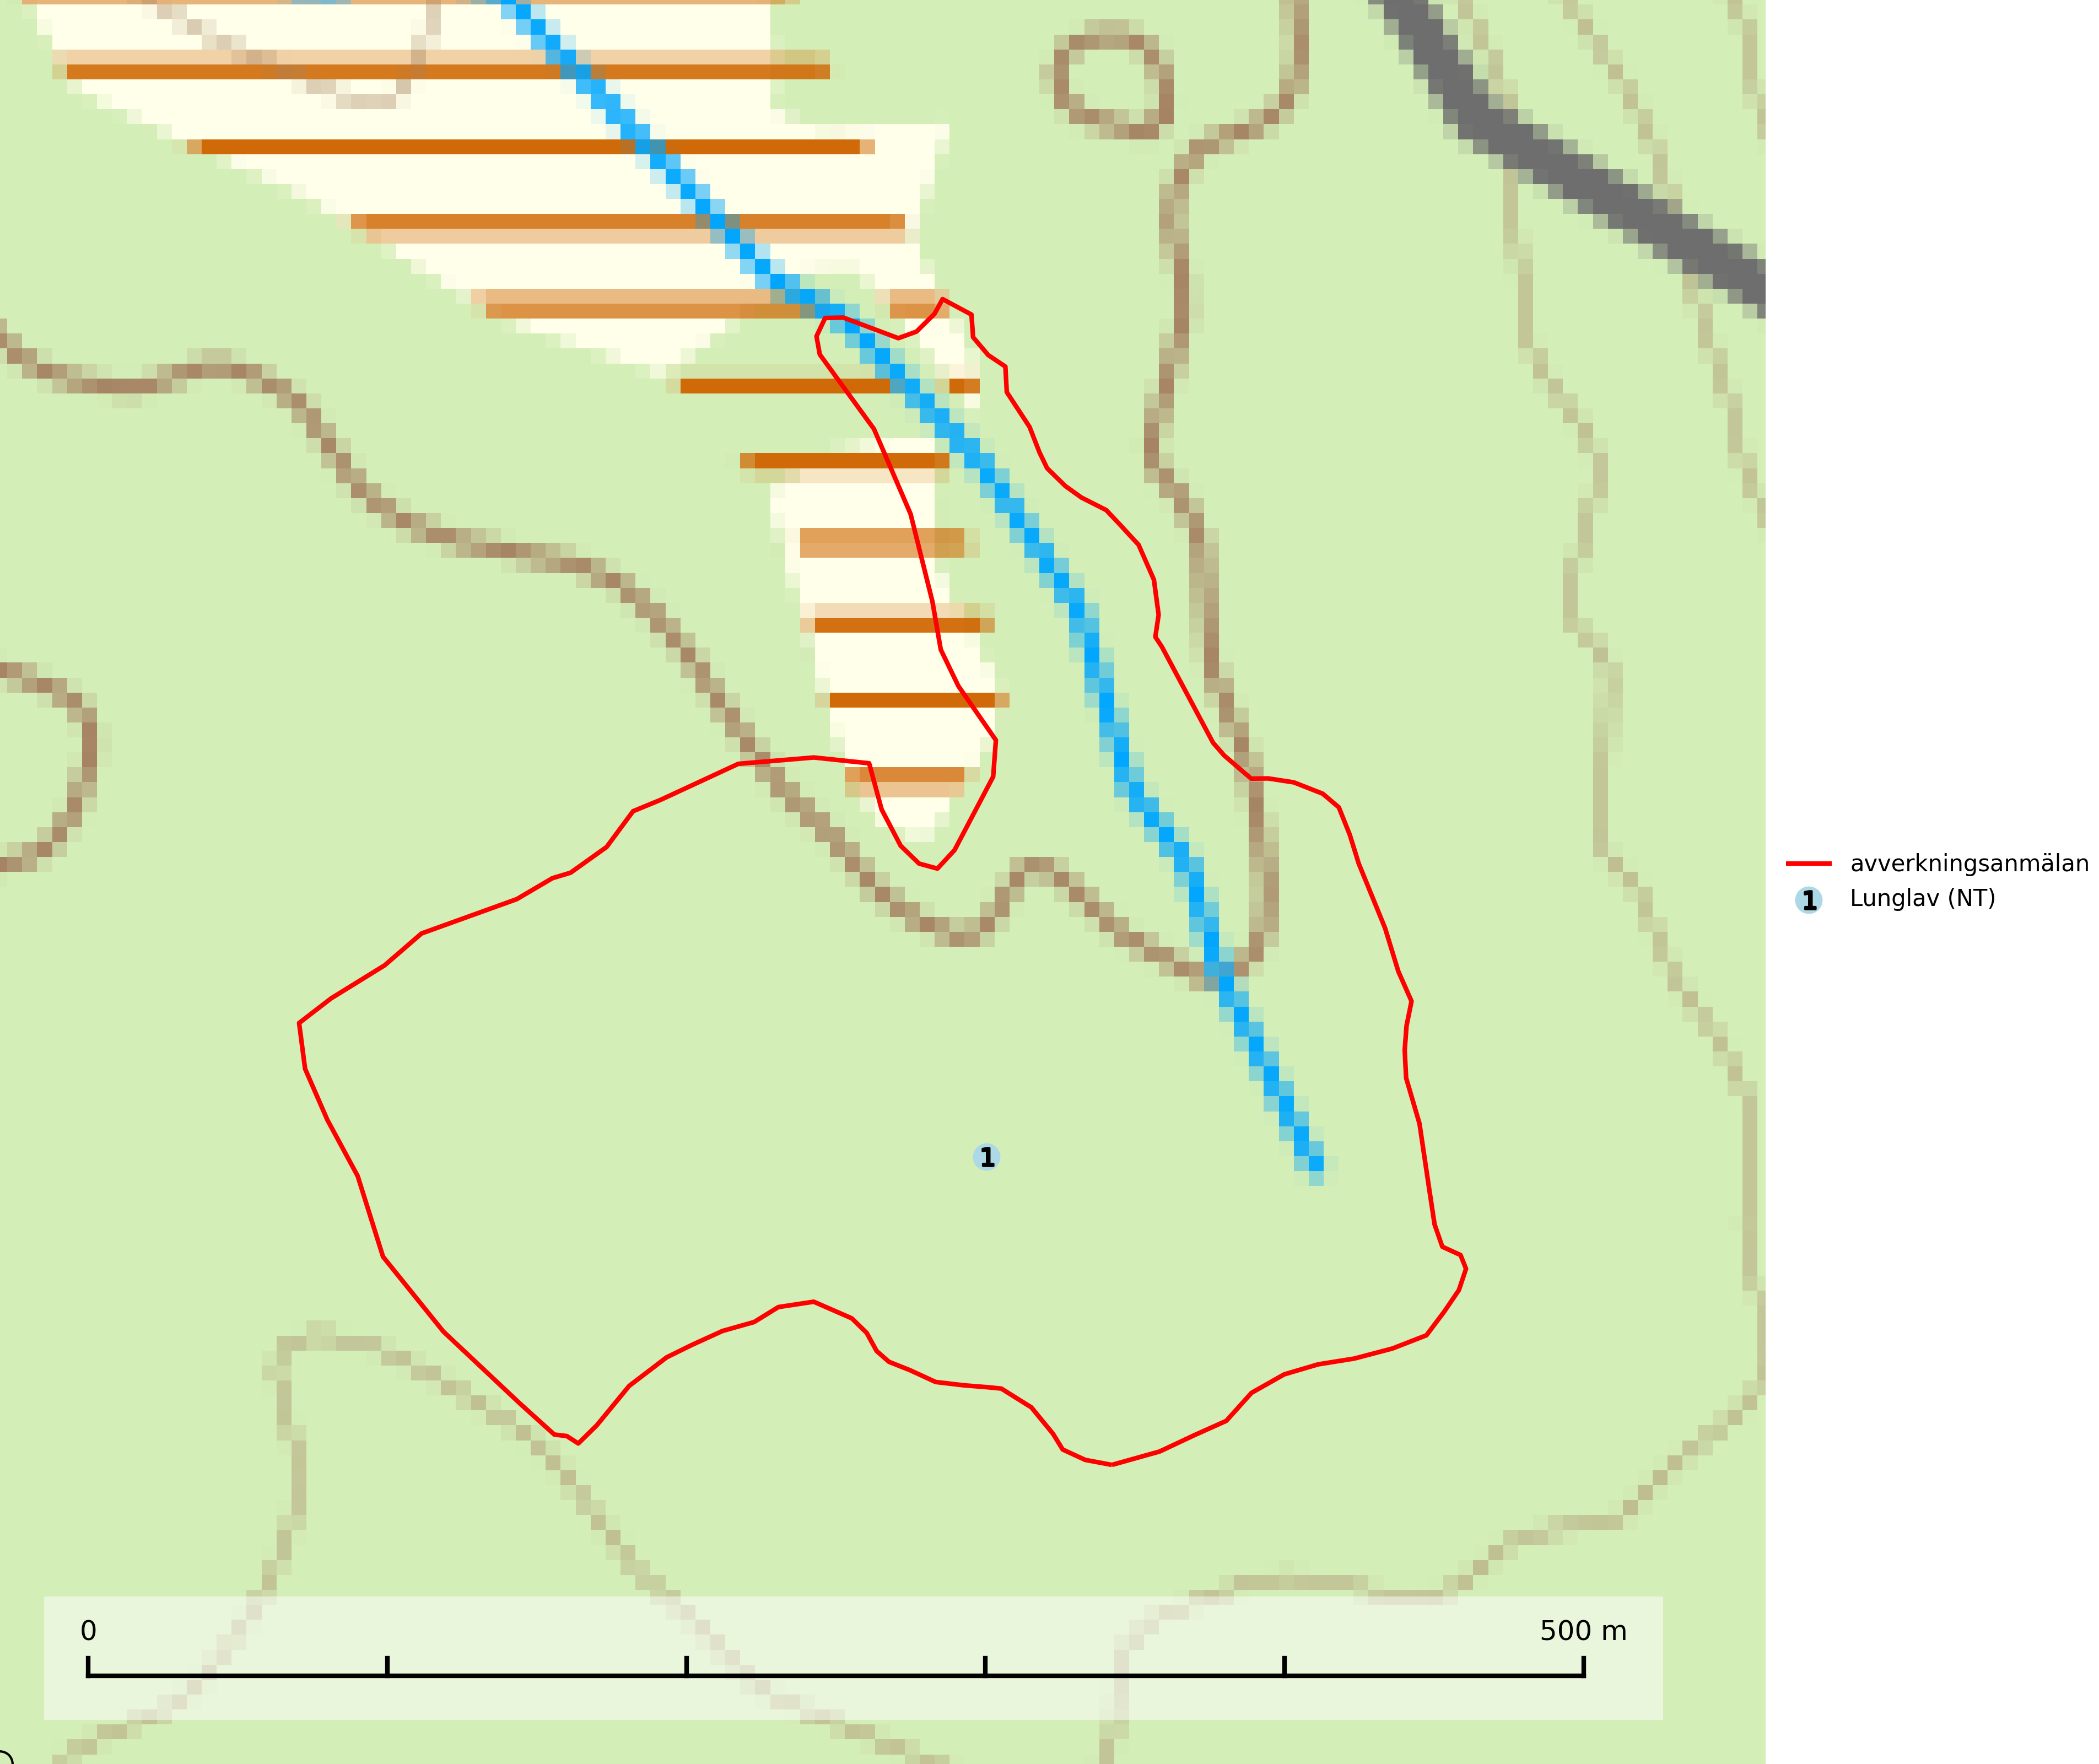 avverkningsanmälan
1 Lunglav (NT)
1
0 500 m